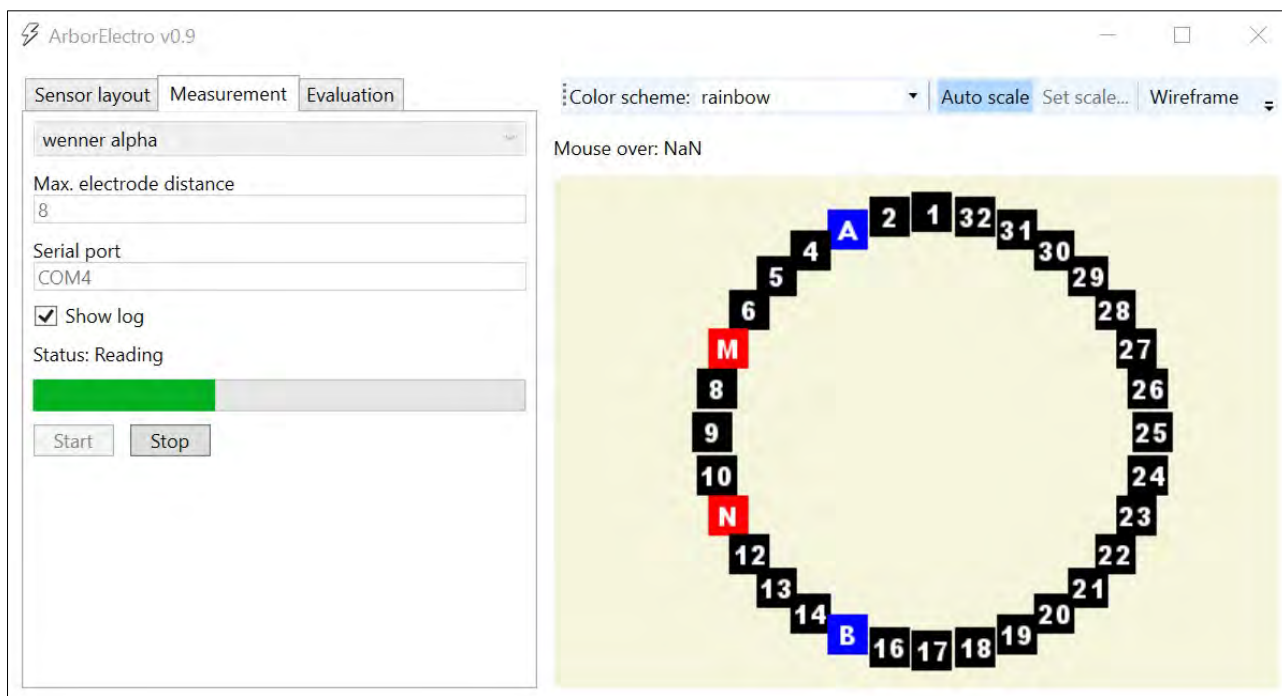 ArborElectro v0.9
Sensor layout Measurement Evaluation
wenner alpha
Max. electrode distance
8
Serial port
COM4
Show log
Status: Reading
Start Stop
Color scheme: rainbow Auto scale Set scale... Wireframe
Mouse over: NaN
A 2 1 32 31
4 30
5 29
6 28
M 27
8 26
9 25
10 24
N 23
12 22
13 21
14 20
B 16 17 18 19